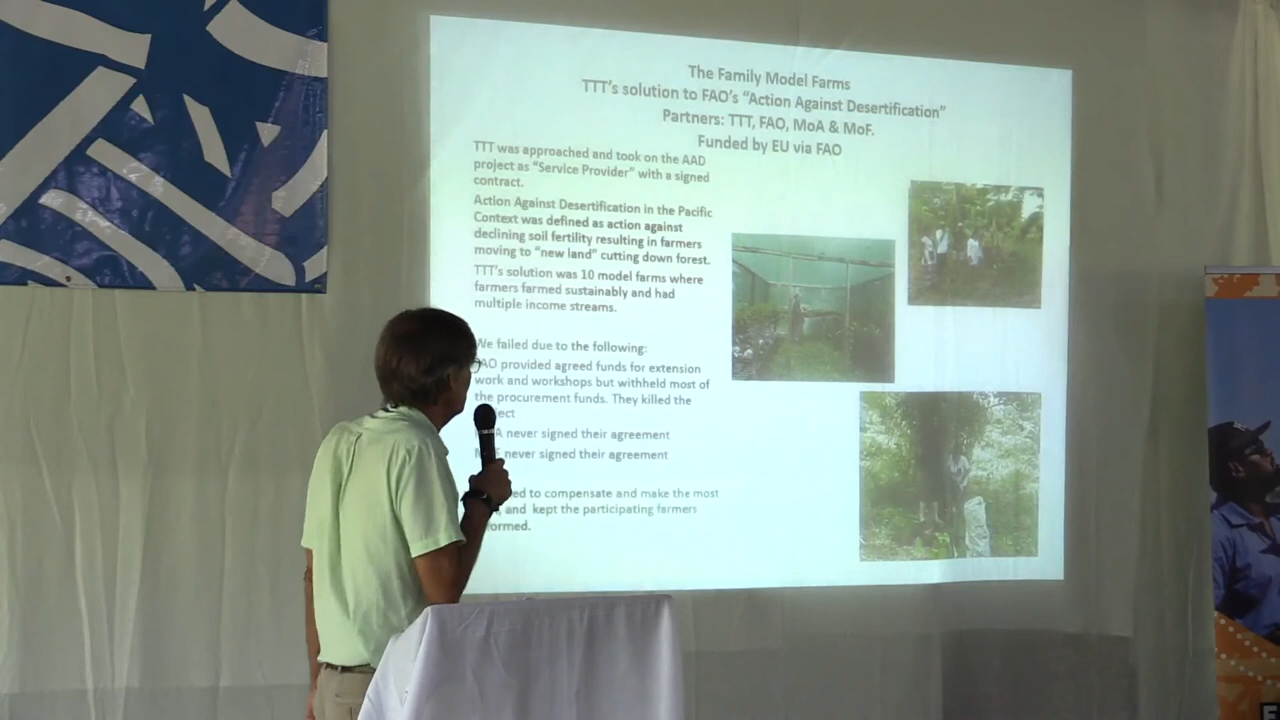 The Family Model Farms
TTT's solution to FAO's "Action Against Desertification"
Partners: TTT, FAO, MoA & MoF.
Funded by EU via FAO
TTT was approached and took on the AAD
project as "Service Provider" with a signed
contract.
Action Against Desertification in the Pacific
Context was defined as action against
declining soil fertility resulting in farmers
moving to "new land" cutting down forest.
TTT's solution was 10 model farms where
farmers farmed sustainably and had
multiple income streams.
We failed due to the following:
FAO provided agreed funds for extension
work and workshops but withheld most of
the procurement funds. They killed the
never signed their agreement
never signed their agreement
to compensate and make the most
and kept the participating farmers